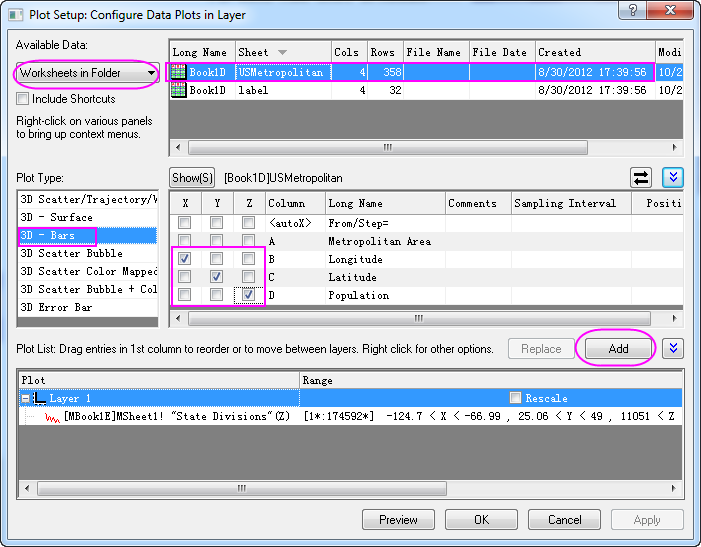 Plot Setup: Configure Data Plots in Layer
Available Data:
Worksheets in Folder
Include Shortcuts
Right-click on various panels
to bring up context menus.
Long Name Sheet Cols Rows File Name File Date Created Modi
Book1D USMetropolitan 4 358 8/30/2012 17:39:56 10/2
Book1D label 4 32 8/30/2012 17:39:56 10/2
Plot Type:
3D Scatter/Trajectory/V
3D - Surface
3D - Bars
3D Scatter Bubble
3D Scatter Color Mapped
3D Scatter Bubble + Col
3D Error Bar
Show(S) [Book1D]USMetropolitan
X Y Z Column Long Name Comments Sampling Interval Positi
<autoX> From/Step=
A Metropolitan Area
B Longitude
C Latitude
D Population
Plot List: Drag entries in 1st column to reorder or to move between layers. Right click for other options.
Replace
Add
Plot Range
Layer 1 Rescale
[MBook1E]MSheet1! "State Divisions"(Z) [1*:174592*] -124.7 < X < -66.99 , 25.06 < Y < 49 , 11051 < Z
Preview OK Cancel Apply